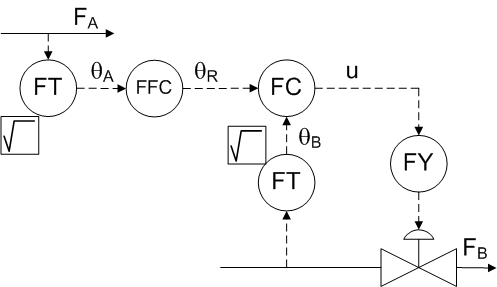 F_A
FT
θ_A
FFC
θ_R
FC
u
√
√
θ_B
FT
FY
F_B